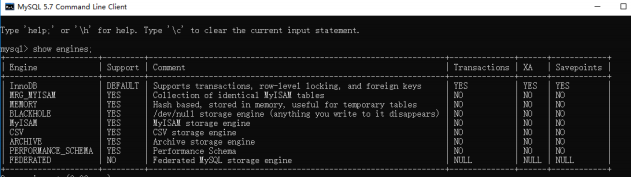 MySQL 5.7 Command Line Client
Type 'help;' or '\h' for help. Type '\c' to clear the current input statement.
mysql> show engines;
| Engine | Support | Comment | Transactions | XA | Savepoints |
| InnoDB | DEFAULT | Supports transactions, row-level locking, and foreign keys | YES | YES | YES |
| MRG_MYISAM | YES | Collection of identical MyISAM tables | NO | NO | NO |
| MEMORY | YES | Hash based, stored in memory, useful for temporary tables | NO | NO | NO |
| BLACKHOLE | YES | /dev/null storage engine (anything you write to it disappears) | NO | NO | NO |
| MyISAM | YES | MyISAM storage engine | NO | NO | NO |
| CSV | YES | CSV storage engine | NO | NO | NO |
| ARCHIVE | YES | Archive storage engine | NO | NO | NO |
| PERFORMANCE_SCHEMA | YES | Performance Schema | NO | NO | NO |
| FEDERATED | NO | Federated MySQL storage engine | NULL | NULL | NULL |